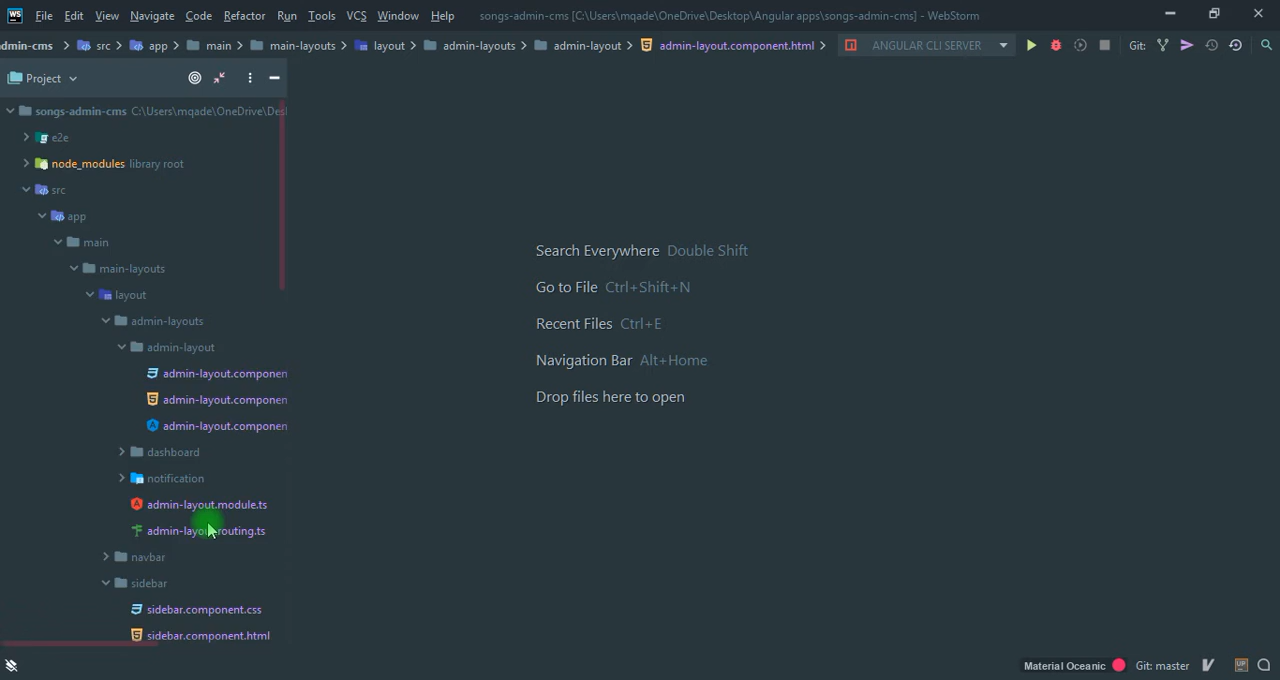 WS File Edit View Navigate Code Refactor Run Tools VCS Window Help songs-admin-cms [C:\Users\mqade\OneDrive\Desktop\Angular apps\songs-admin-cms] - WebStorm
dmin-cms src app main main-layouts layout admin-layouts admin-layout admin-layout.component.html ANGULAR CLI SERVER Git:
Project
songs-admin-cms C:\Users\mqade\OneDrive\Des
e2e
node_modules library root
src
app
main
main-layouts
layout
admin-layouts
admin-layout
admin-layout.componen
admin-layout.componen
admin-layout.componen
dashboard
notification
admin-layout.module.ts
admin-layout-routing.ts
navbar
sidebar
sidebar.component.css
sidebar.component.html
Search Everywhere Double Shift
Go to File Ctrl+Shift+N
Recent Files Ctrl+E
Navigation Bar Alt+Home
Drop files here to open
Material Oceanic Git: master UP